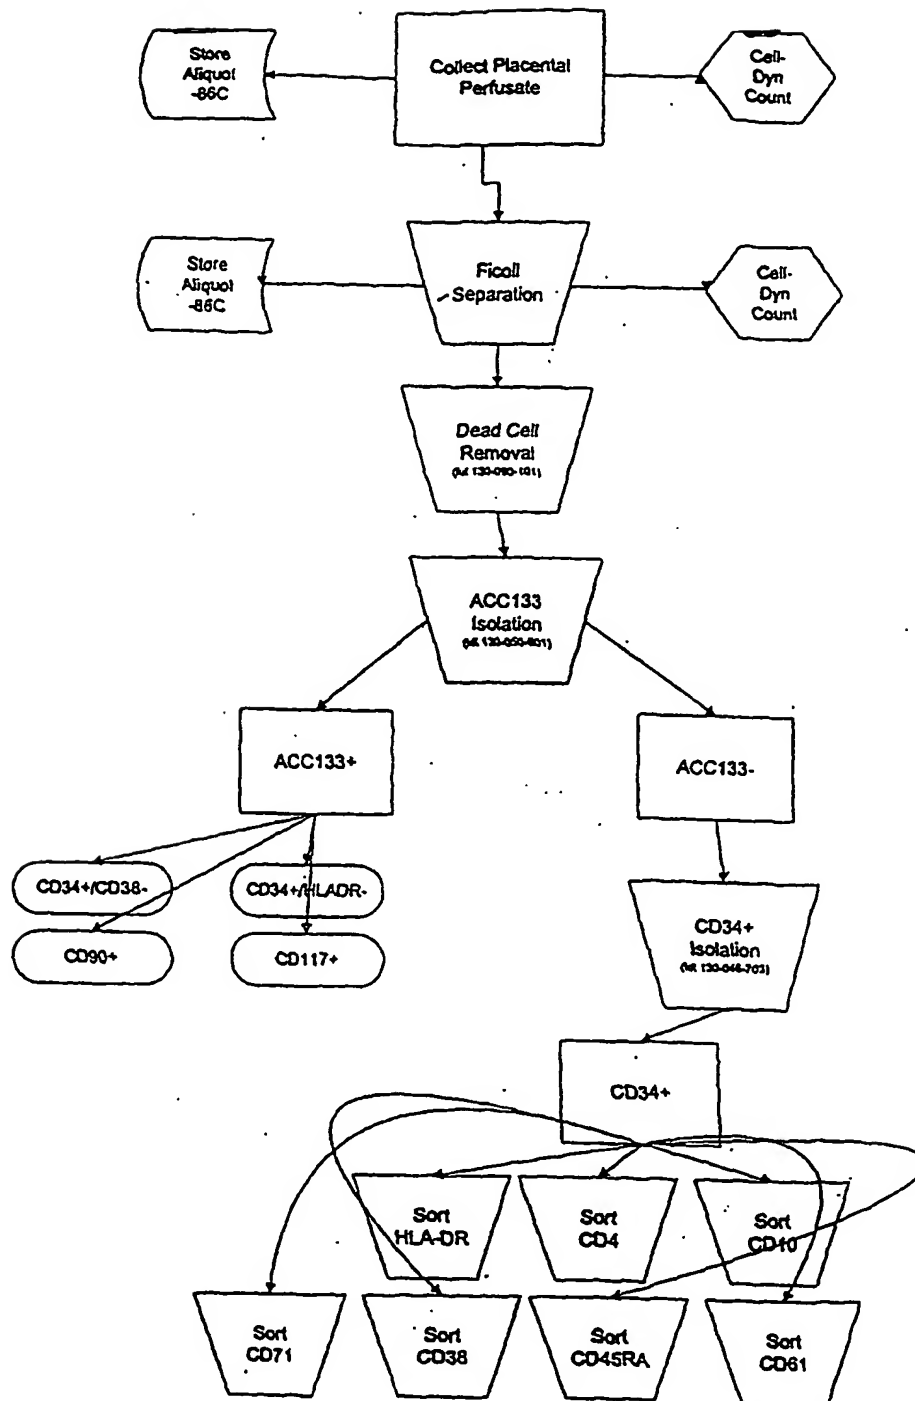 Store
Aliquot
-86C
Collect Placental
Perfusate
Cell-
Dyn
Count
Store
Aliquot
-86C
Ficoll
Separation
Cell-
Dyn
Count
Dead Cell
Removal
ACC133
Isolation
ACC133+
ACC133-
CD34+/CD38-
CD34+/HLADR-
CD90+
CD117+
CD34+
Isolation
CD34+
Sort
HLA-DR
Sort
CD4
Sort
CD10
Sort
CD71
Sort
CD38
Sort
CD45RA
Sort
CD61